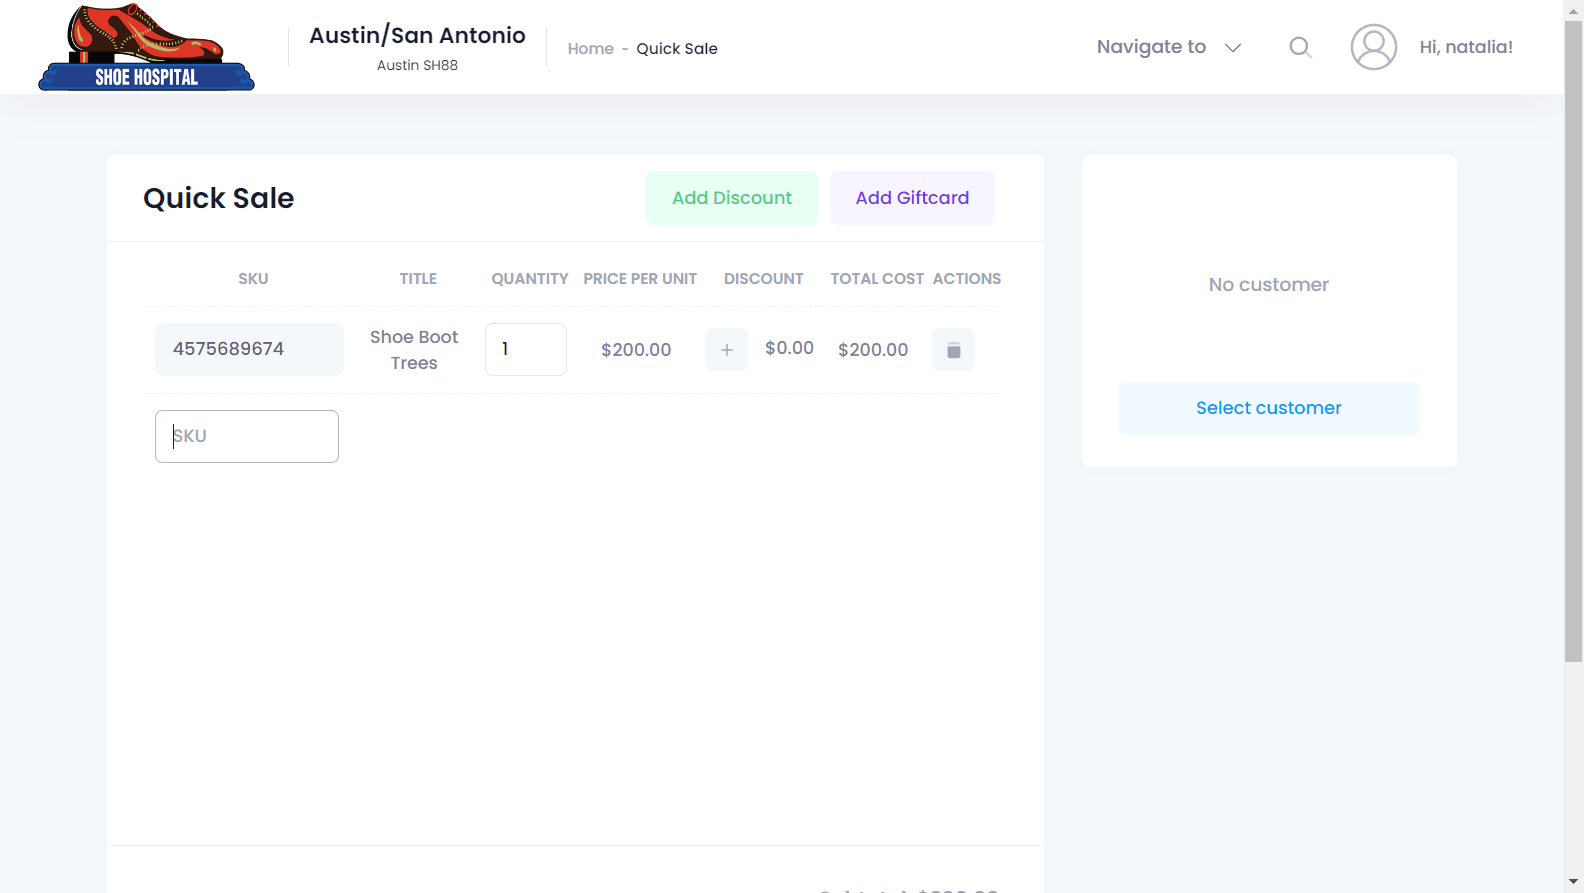 SHOE HOSPITAL
Austin/San Antonio
Austin SH88
Home - Quick Sale
Navigate to
Hi, natalia!
Quick Sale
Add Discount
Add Giftcard
SKU TITLE QUANTITY PRICE PER UNIT DISCOUNT TOTAL COST ACTIONS
4575689674
Shoe Boot
Trees
1
$200.00
+
$0.00
$200.00
SKU
No customer
Select customer